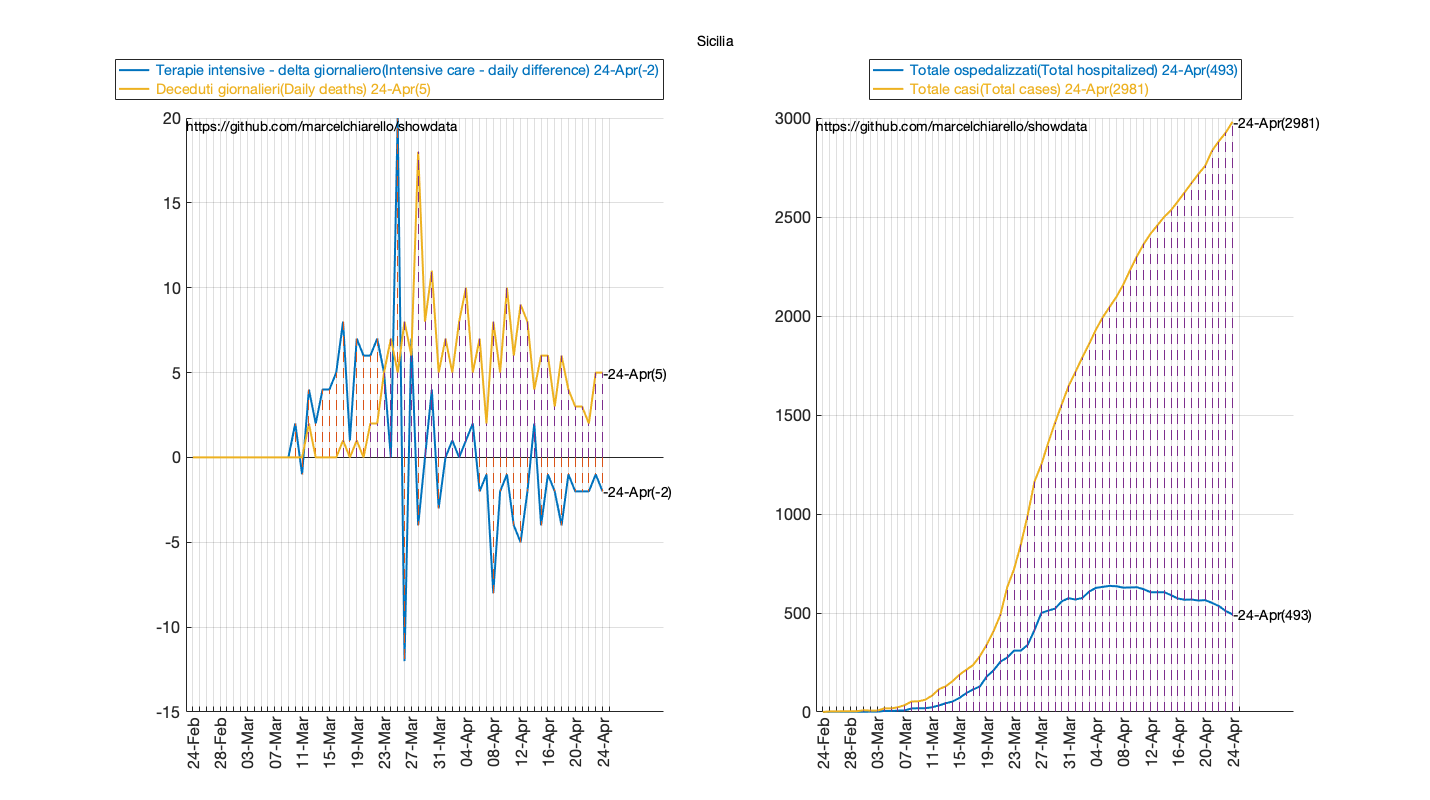 Sicilia
Terapie intensive - delta giornaliero(Intensive care - daily difference) 24-Apr(-2)
Deceduti giornalieri(Daily deaths) 24-Apr(5)
https://github.com/marcelchiarello/showdata
20
15
10
5
0
-5
-10
-15
-24-Apr(5)
-24-Apr(-2)
24-Feb
28-Feb
03-Mar
07-Mar
11-Mar
15-Mar
19-Mar
23-Mar
27-Mar
31-Mar
04-Apr
08-Apr
12-Apr
16-Apr
20-Apr
24-Apr
Totale ospedalizzati(Total hospitalized) 24-Apr(493)
Totale casi(Total cases) 24-Apr(2981)
https://github.com/marcelchiarello/showdata
3000
2500
2000
1500
1000
500
0
-24-Apr(2981)
-24-Apr(493)
24-Feb
28-Feb
03-Mar
07-Mar
11-Mar
15-Mar
19-Mar
23-Mar
27-Mar
31-Mar
04-Apr
08-Apr
12-Apr
16-Apr
20-Apr
24-Apr